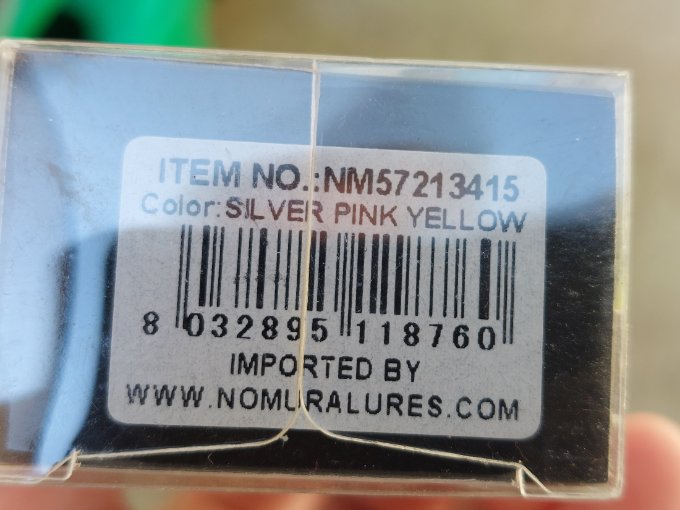 ITEM NO.:NM57213415
Color:SILVER PINK YELLOW
8 032895 118760
IMPORTED BY
WWW.NOMURALURES.COM